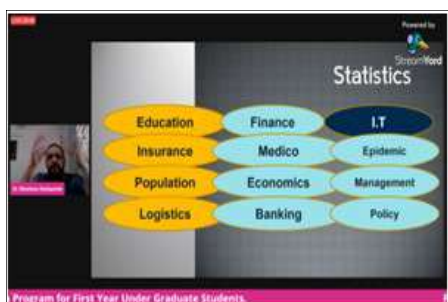 Powered by
StreamYard
Statistics
Education Finance I.T
Insurance Medico Epidemic
Population Economics Management
Logistics Banking Policy
Program for First Year Under Graduate Students.